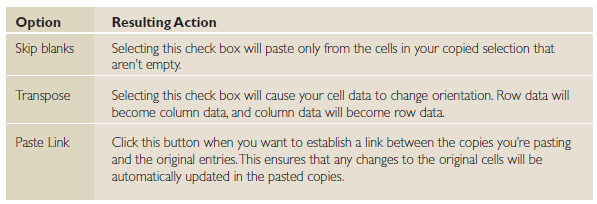 Option Resulting Action
Skip blanks Selecting this check box will paste only from the cells in your copied selection that
aren't empty.
Transpose Selecting this check box will cause your cell data to change orientation. Row data will
become column data, and column data will become row data.
Paste Link Click this button when you want to establish a link between the copies you're pasting
and the original entries. This ensures that any changes to the original cells will be
automatically updated in the pasted copies.